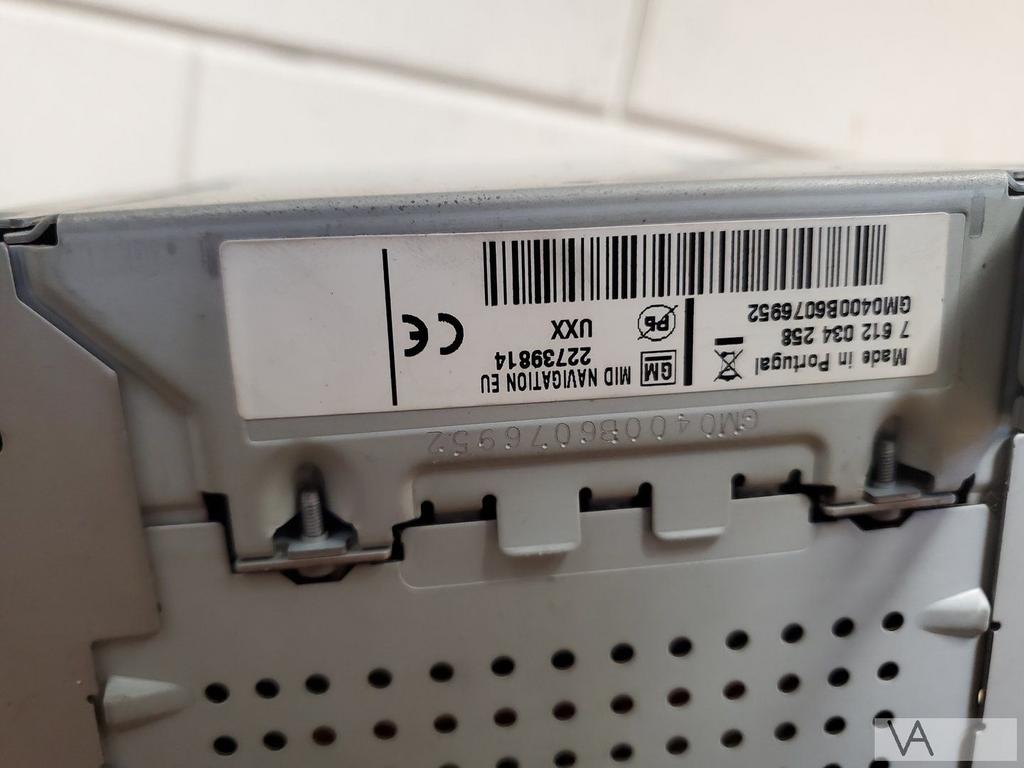 Made in Portugal
7 612 034 258
GM0400B6076952
GM
MID NAVIGATION EU
22739814
UXX
Pb
CE
GM0400B6076952
VA